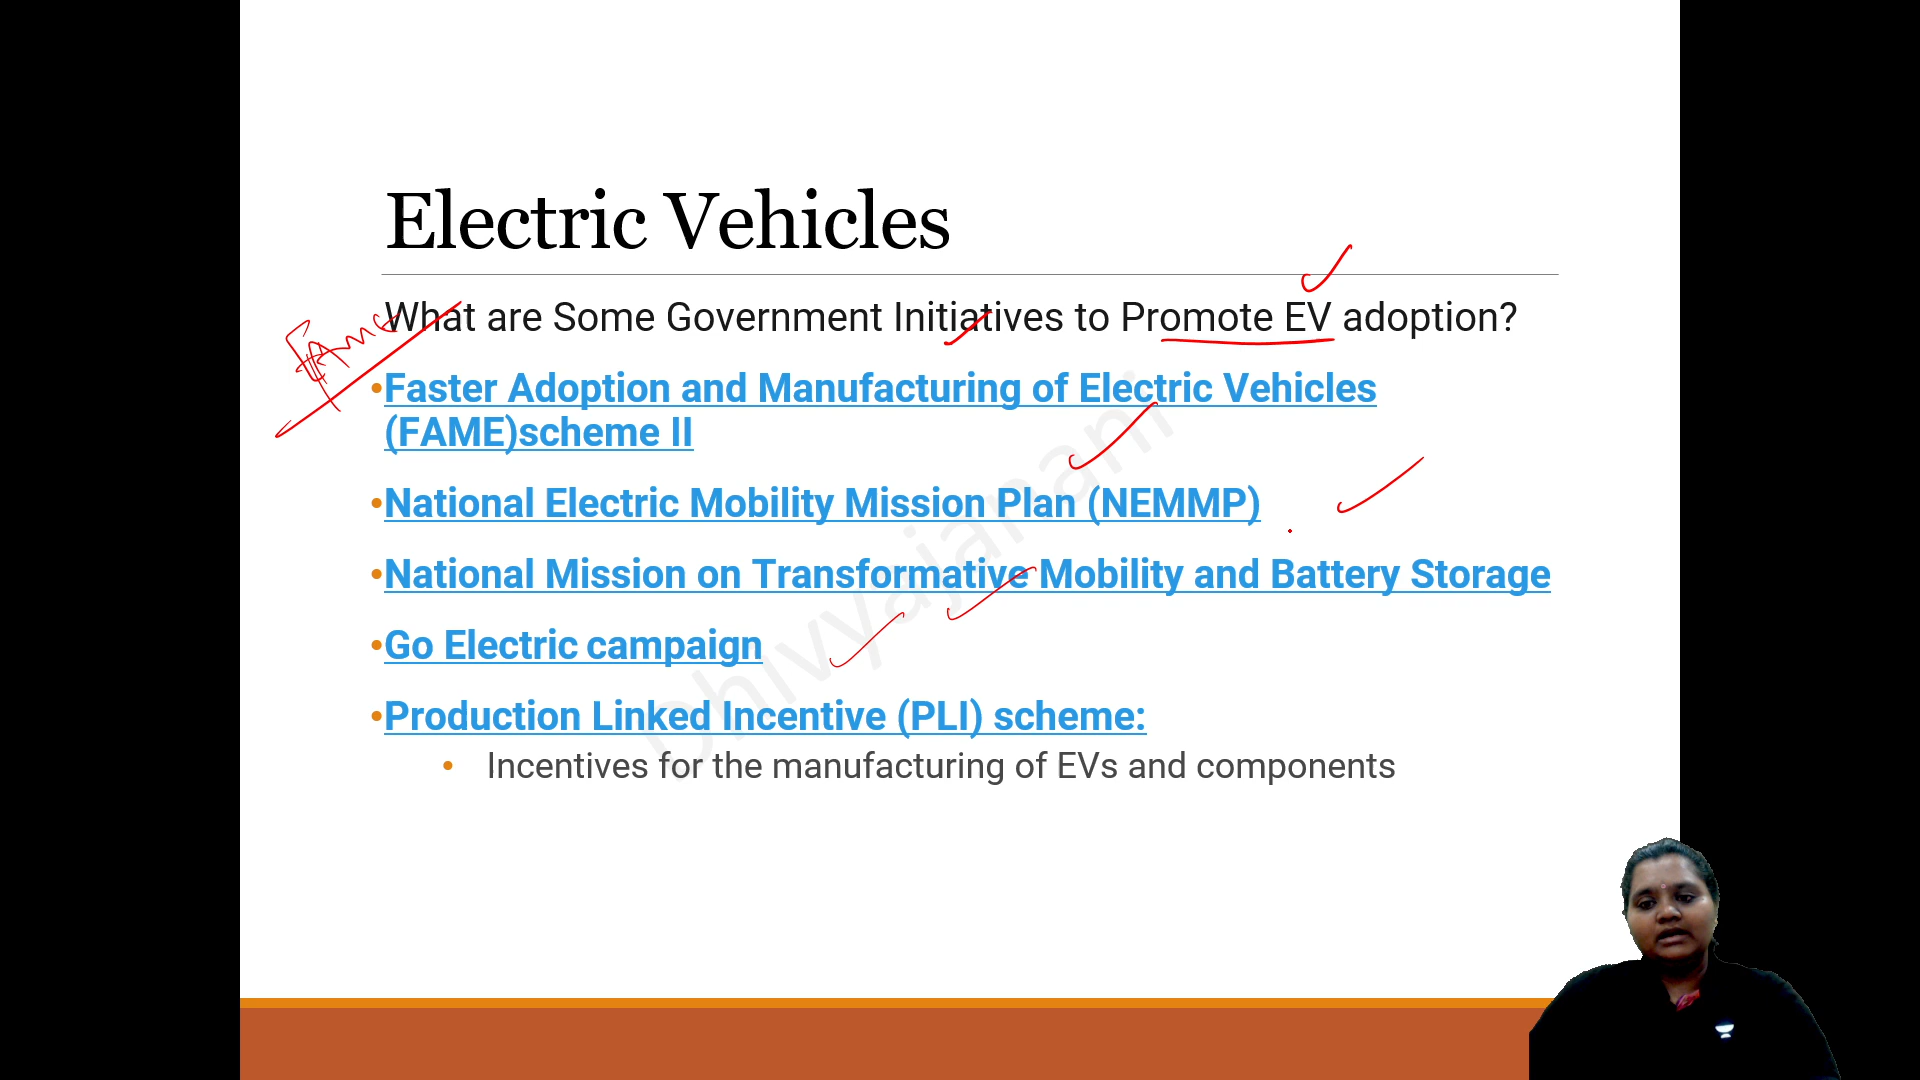 Electric Vehicles
What are Some Government Initiatives to Promote EV adoption?
FAME
•Faster Adoption and Manufacturing of Electric Vehicles
(FAME)scheme II
•National Electric Mobility Mission Plan (NEMMP)
•National Mission on Transformative Mobility and Battery Storage
•Go Electric campaign
•Production Linked Incentive (PLI) scheme:
• Incentives for the manufacturing of EVs and components
Dhivyajanani